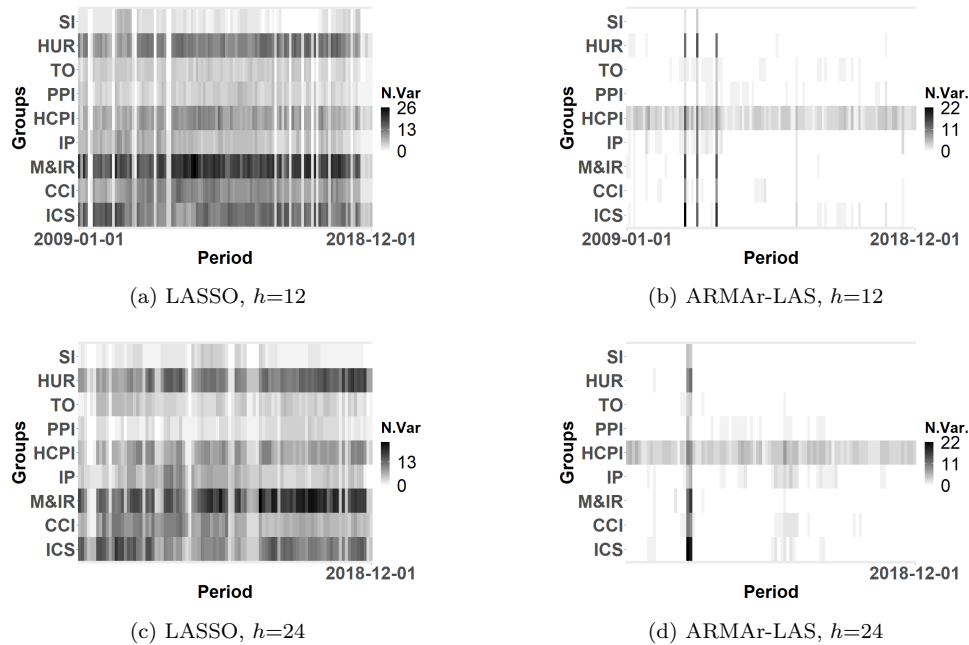 SI
HUR
TO
PPI
HCPI
IP
M&IR
CCI
ICS
Groups
2009-01-01
2018-12-01
Period
N.Var
26
13
0
(a) LASSO, h=12
SI
HUR
TO
PPI
HCPI
IP
M&IR
CCI
ICS
Groups
2009-01-01
2018-12-01
Period
N.Var.
22
11
0
(b) ARMAr-LAS, h=12
SI
HUR
TO
PPI
HCPI
IP
M&IR
CCI
ICS
Groups
2018-12-01
Period
N.Var
13
0
(c) LASSO, h=24
SI
HUR
TO
PPI
HCPI
IP
M&IR
CCI
ICS
Groups
2018-12-01
Period
N.Var.
22
11
0
(d) ARMAr-LAS, h=24